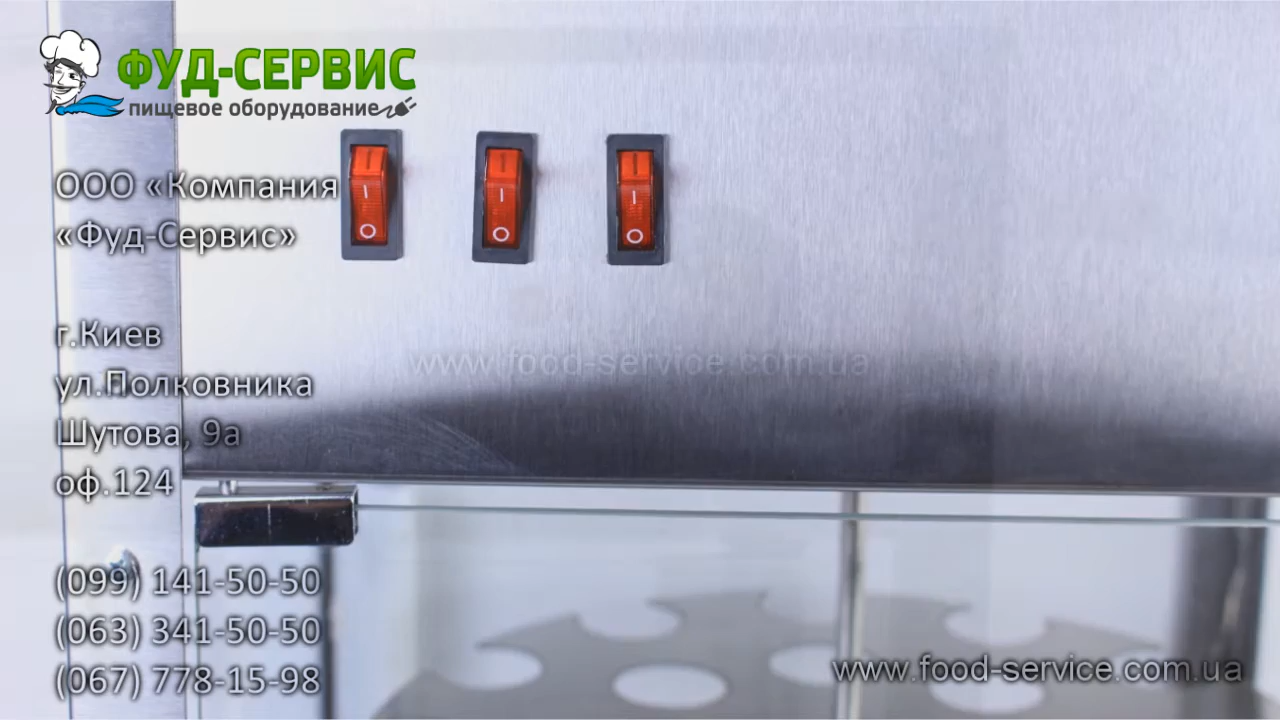 ФУД-СЕРВИС
пищевое оборудование
ООО «Компания
«Фуд-Сервис»
г.Киев
ул.Полковника
Шутова, 9а
оф.124
(099) 141-50-50
(063) 341-50-50
(067) 778-15-98
www.food-service.com.ua
www.food-service.com.ua